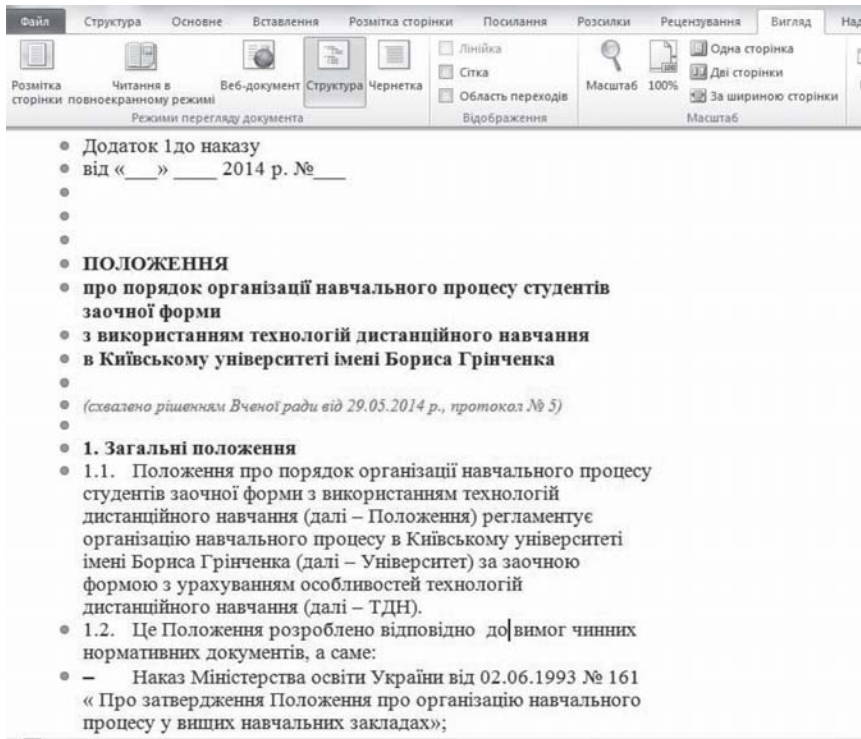 Файл Структура Основне Вставлення Розмітка сторінки Посилання Розсилки Рецензування Вигляд Над
Розмітка сторінки
Читання в повноекранному режимі
Веб-документ
Структура
Чернетка
Режими перегляду документа
Лінійка
Сітка
Область переходів
Відображення
Масштаб
100%
Одна сторінка
Дві сторінки
За шириною сторінки
Масштаб
Додаток 1до наказу
від «___» ____ 2014 р. №___
ПОЛОЖЕННЯ
про порядок організації навчального процесу студентів
заочної форми
з використанням технологій дистанційного навчання
в Київському університеті імені Бориса Грінченка
(схвалено рішенням Вченої ради від 29.05.2014 р., протокол № 5)
1. Загальні положення
1.1. Положення про порядок організації навчального процесу
студентів заочної форми з використанням технологій
дистанційного навчання (далі – Положення) регламентує
організацію навчального процесу в Київському університеті
імені Бориса Грінченка (далі – Університет) за заочною
формою з урахуванням особливостей технологій
дистанційного навчання (далі – ТДН).
1.2. Це Положення розроблено відповідно до вимог чинних
нормативних документів, а саме:
– Наказ Міністерства освіти України від 02.06.1993 № 161
« Про затвердження Положення про організацію навчального
процесу у вищих навчальних закладах»;